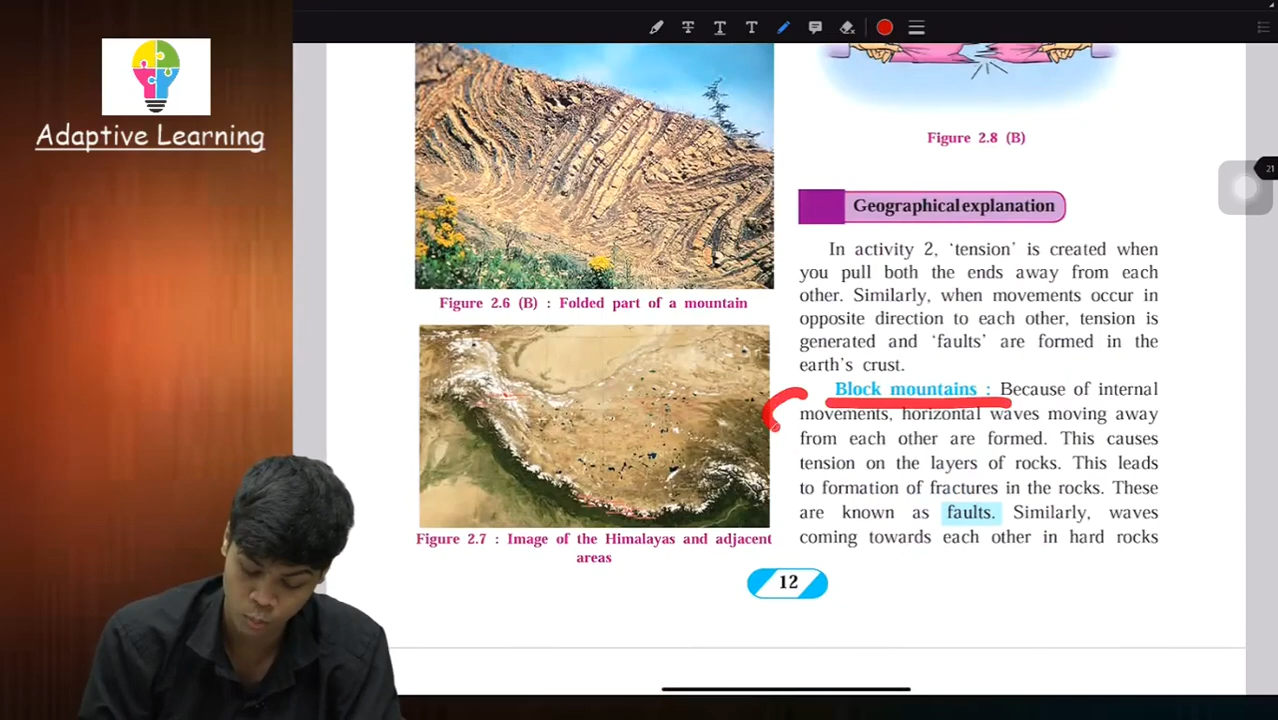 Adaptive Learning
T
T
T
21
Figure 2.6 (B) : Folded part of a mountain
Figure 2.7 : Image of the Himalayas and adjacent
areas
Figure 2.8 (B)
Geographical explanation
In activity 2, ‘tension’ is created when
you pull both the ends away from each
other. Similarly, when movements occur in
opposite direction to each other, tension is
generated and ‘faults’ are formed in the
earth’s crust.
Block mountains : Because of internal
movements, horizontal waves moving away
from each other are formed. This causes
tension on the layers of rocks. This leads
to formation of fractures in the rocks. These
are known as faults. Similarly, waves
coming towards each other in hard rocks
12